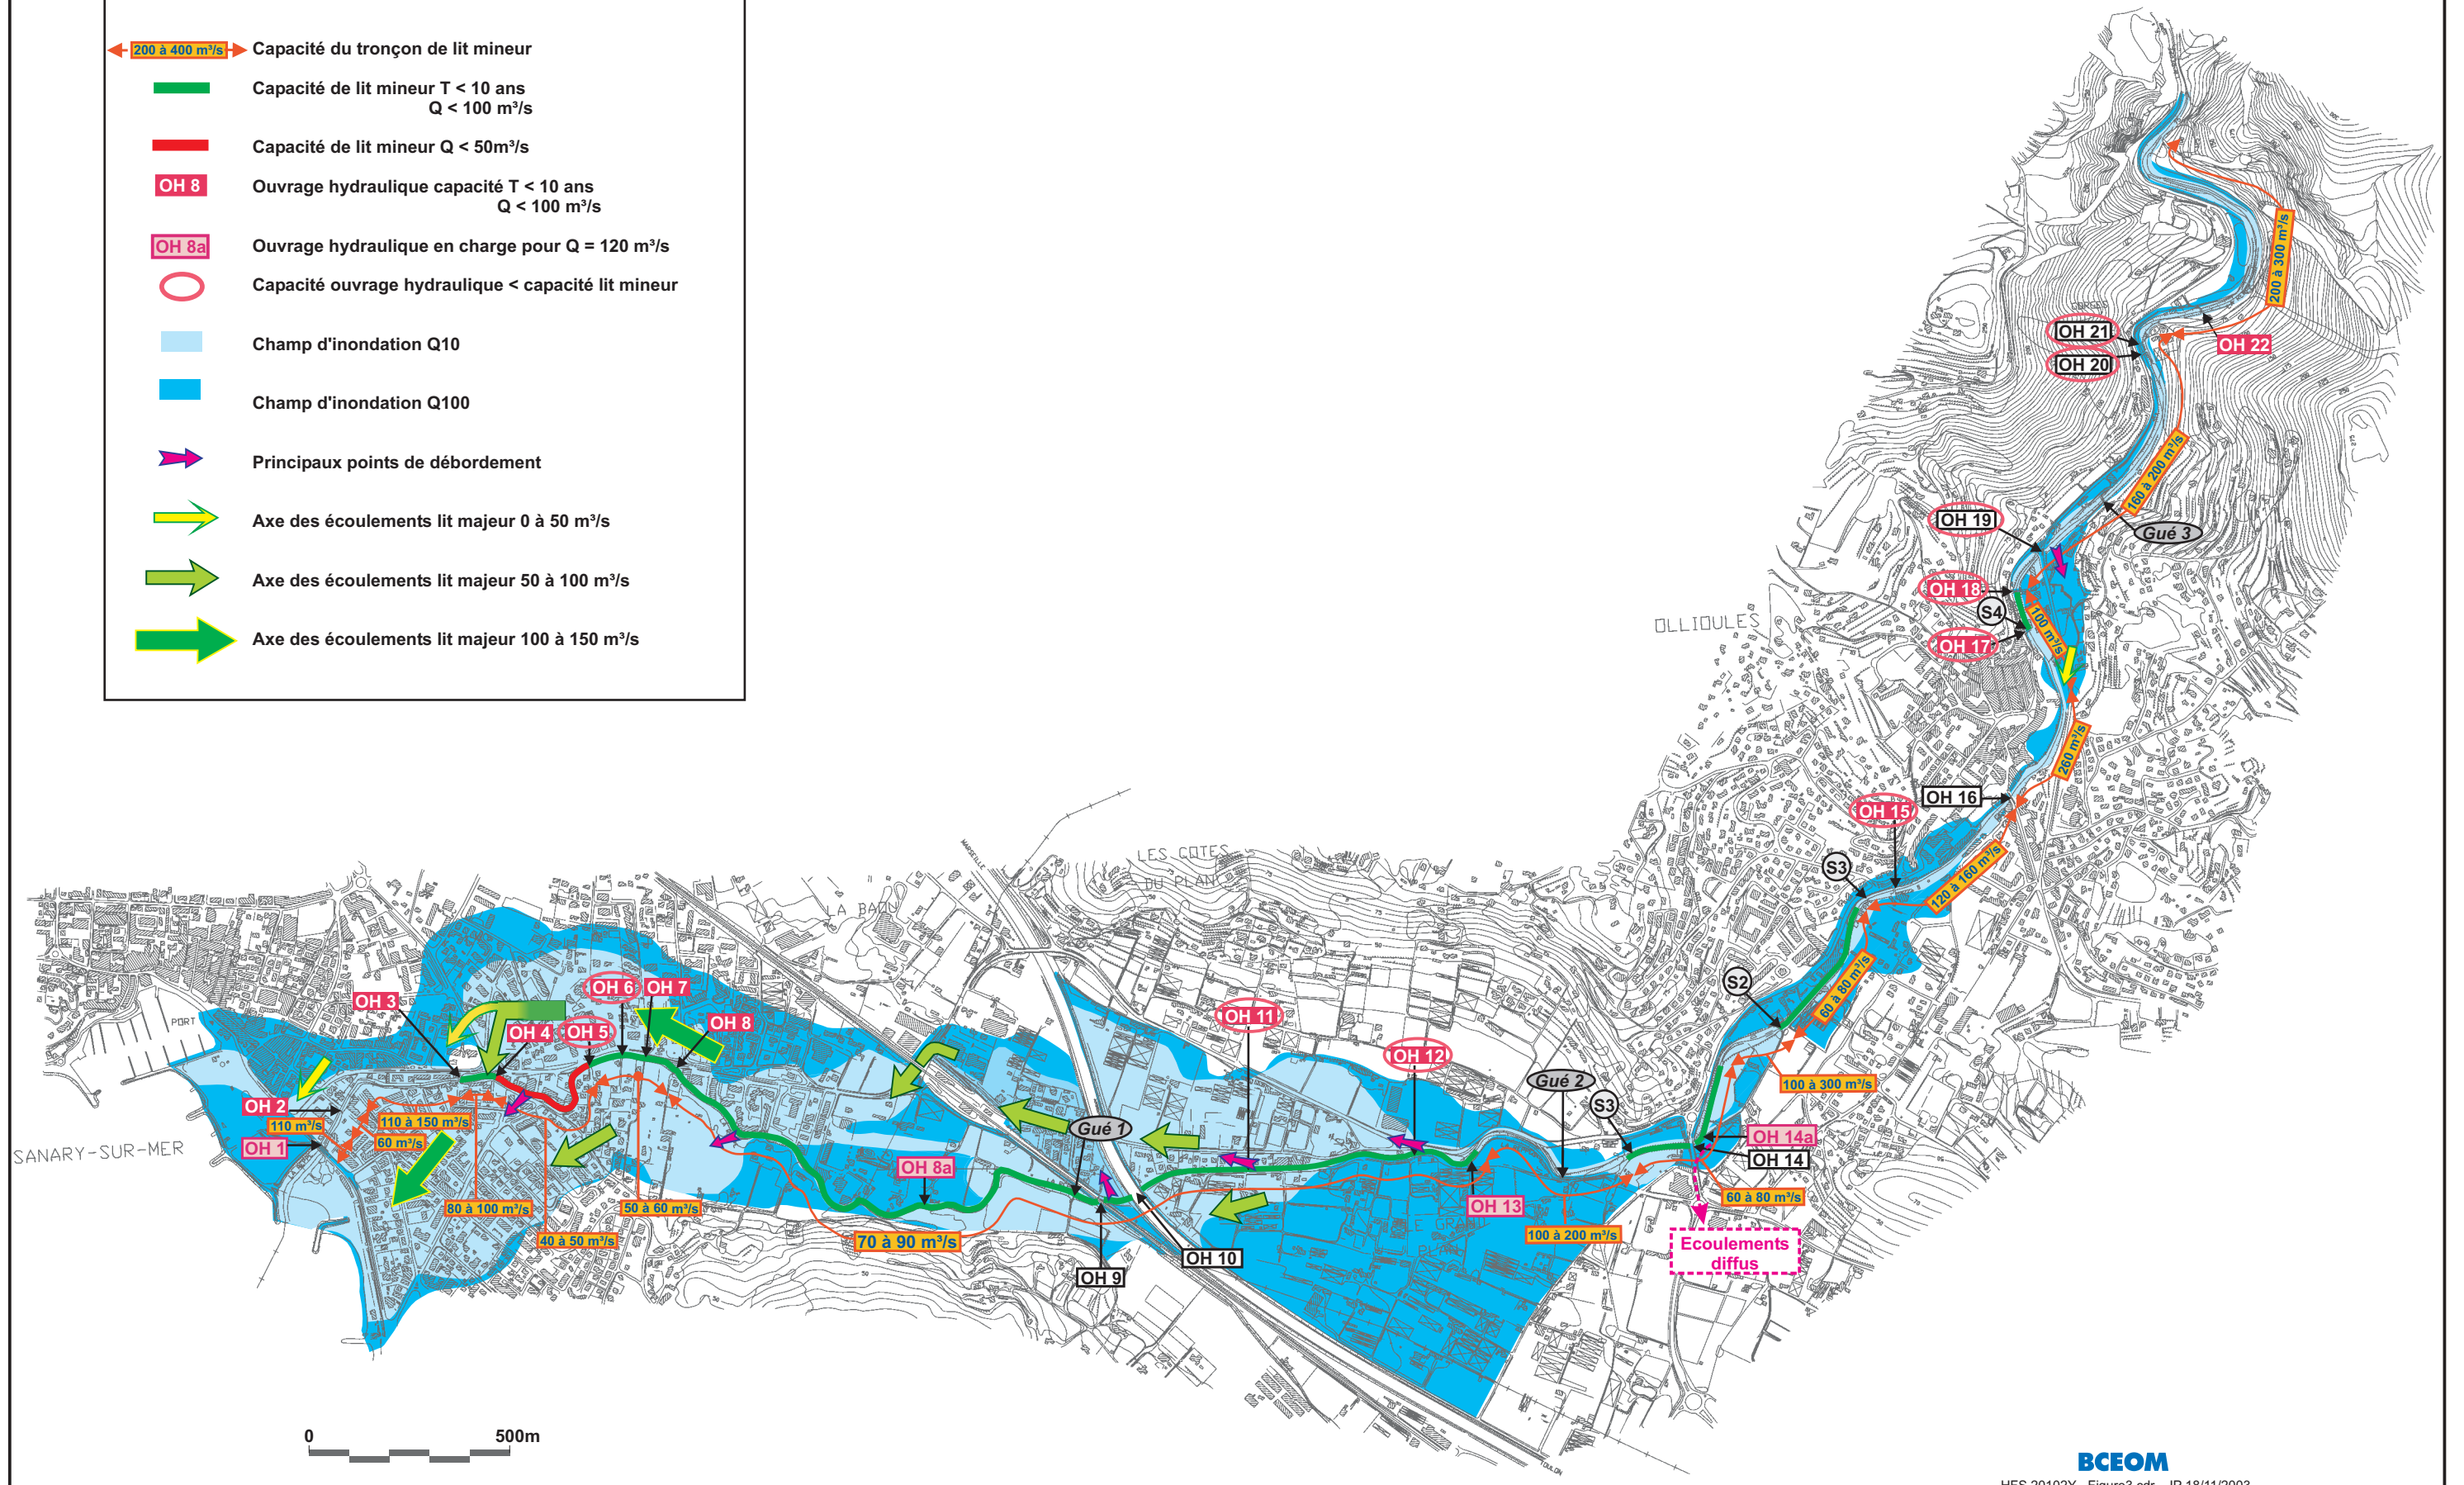 200 à 400 m³/s
Capacité du tronçon de lit mineur
Capacité de lit mineur T < 10 ans
Q < 100 m³/s
Capacité de lit mineur Q < 50m³/s
OH 8
Ouvrage hydraulique capacité T < 10 ans
Q < 100 m³/s
OH 8a
Ouvrage hydraulique en charge pour Q = 120 m³/s
Capacité ouvrage hydraulique < capacité lit mineur
Champ d'inondation Q10
Champ d'inondation Q100
Principaux points de débordement
Axe des écoulements lit majeur 0 à 50 m³/s
Axe des écoulements lit majeur 50 à 100 m³/s
Axe des écoulements lit majeur 100 à 150 m³/s
200 à 300 m³/s
GORGES
OH 21
OH 20
OH 22
160 à 200 m³/s
OH 19
Gué 3
OH 18
S4
100 m³/s
OH 17
OLLIOULES
260 m³/s
OH 16
OH 15
S3
120 à 160 m³/s
MARSEILLE
LES COTES
DU PLAN
LA BAOU
S2
60 à 80 m³/s
OH 3
OH 6
OH 7
OH 8
OH 4
OH 5
PORT
OH 11
OH 12
Gué 2
S3
100 à 300 m³/s
OH 2
110 m³/s
110 à 150 m³/s
60 m³/s
OH 1
SANARY-SUR-MER
Gué 1
OH 14a
OH 14
OH 8a
60 à 80 m³/s
OH 13
80 à 100 m³/s
50 à 60 m³/s
40 à 50 m³/s
70 à 90 m³/s
LE GRAND
PLAN
100 à 200 m³/s
Ecoulements
diffus
OH 10
OH 9
0
500m
TOULON
BCEOM